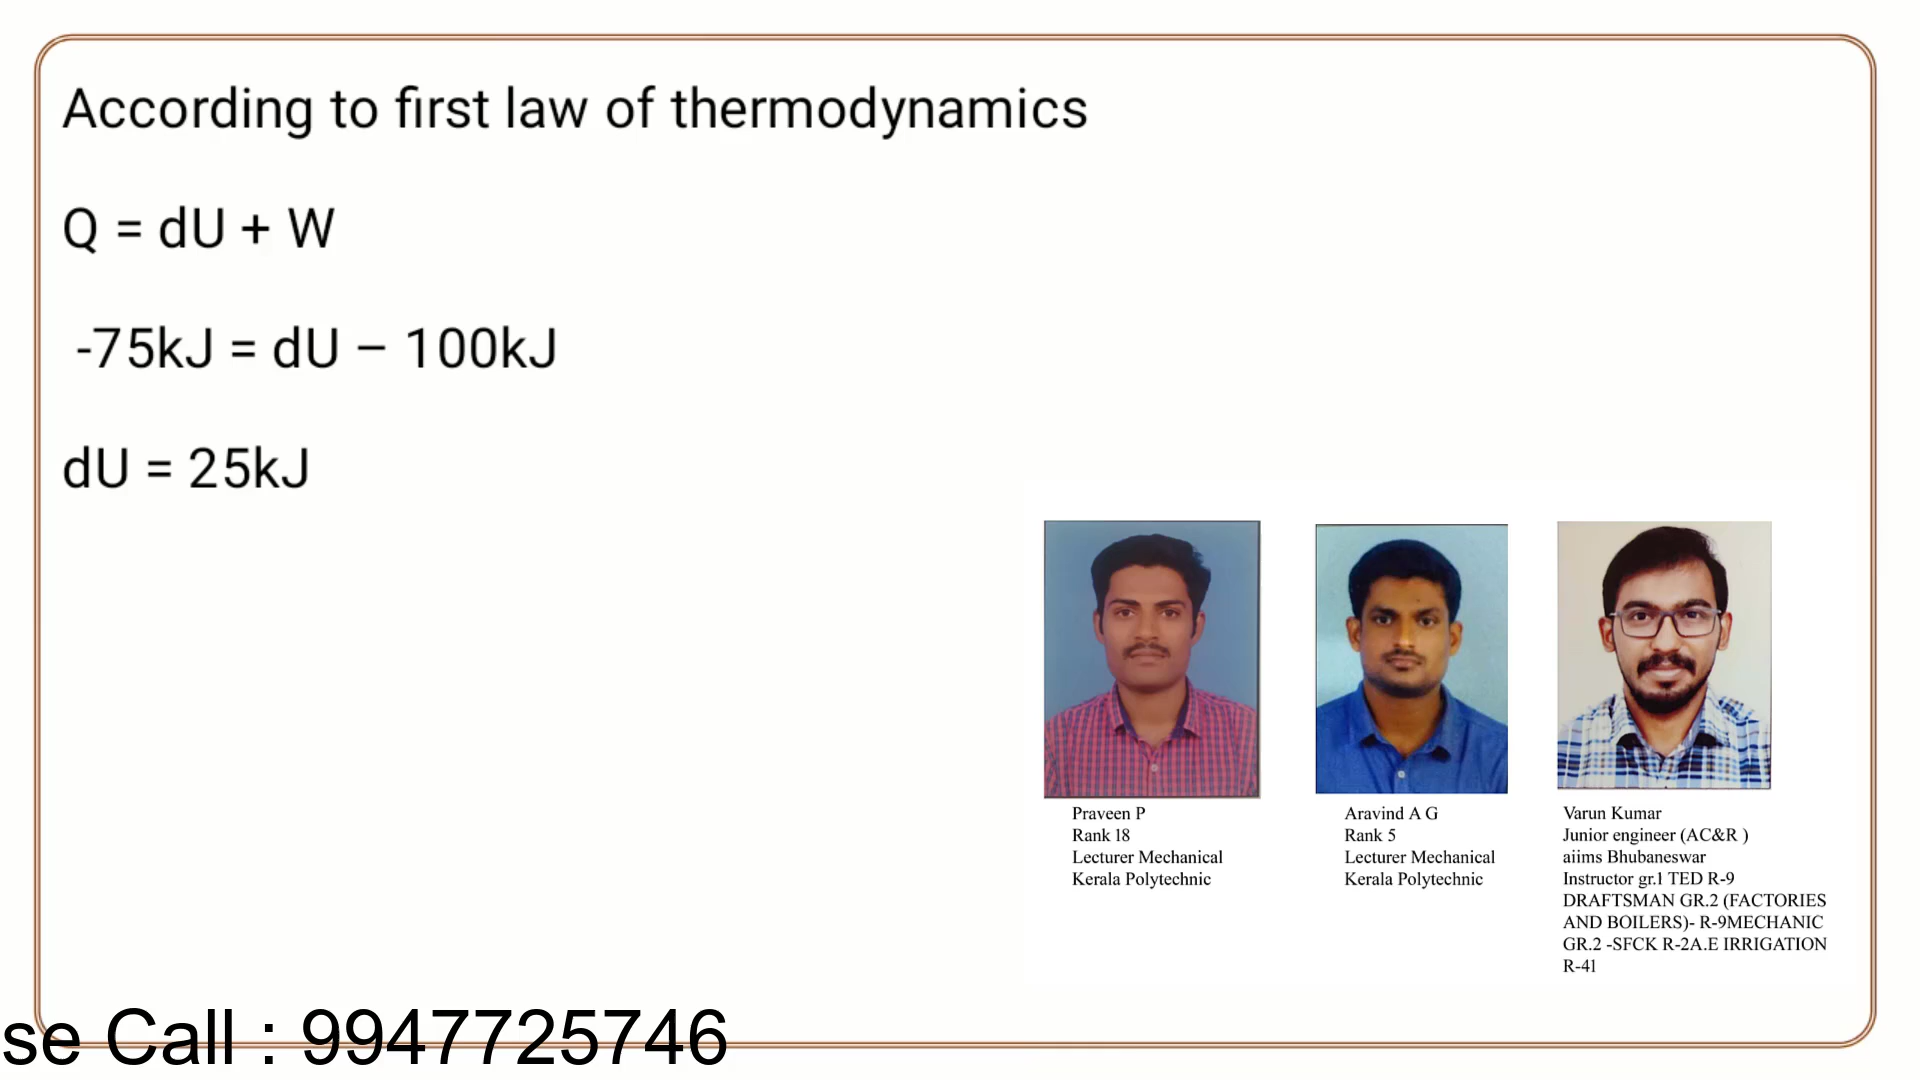 According to first law of thermodynamics
Q = dU + W
-75kJ = dU – 100kJ
dU = 25kJ
Praveen P
Rank 18
Lecturer Mechanical
Kerala Polytechnic
Aravind A G
Rank 5
Lecturer Mechanical
Kerala Polytechnic
Varun Kumar
Junior engineer (AC&R )
aiims Bhubaneswar
Instructor gr.1 TED R-9
DRAFTSMAN GR.2 (FACTORIES
AND BOILERS)- R-9MECHANIC
GR.2 -SFCK R-2A.E IRRIGATION
R-41
se Call : 9947725746